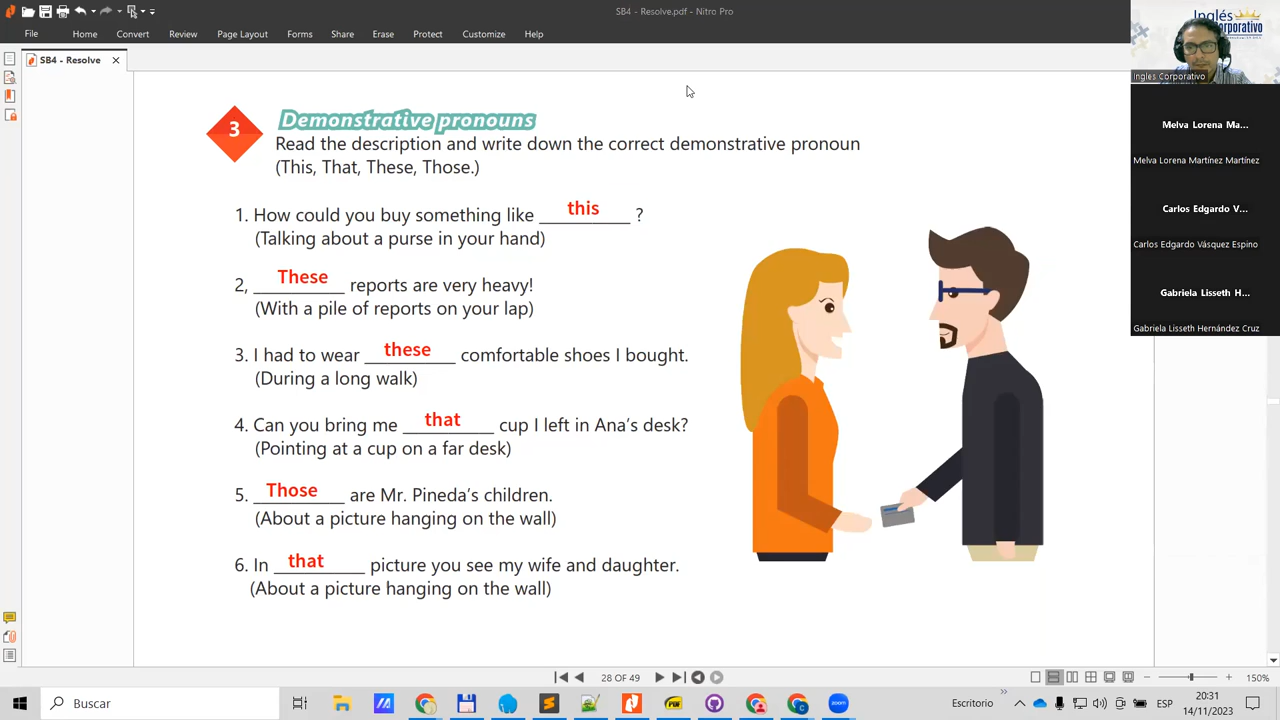 SB4 - Resolve.pdf - Nitro Pro
File Home Convert Review Page Layout Forms Share Erase Protect Customize Help
SB4 - Resolve
3
Demonstrative pronouns
Read the description and write down the correct demonstrative pronoun
(This, That, These, Those.)
1. How could you buy something like this ?
(Talking about a purse in your hand)
2, These reports are very heavy!
(With a pile of reports on your lap)
3. I had to wear these comfortable shoes I bought.
(During a long walk)
4. Can you bring me that cup I left in Ana’s desk?
(Pointing at a cup on a far desk)
5. Those are Mr. Pineda’s children.
(About a picture hanging on the wall)
6. In that picture you see my wife and daughter.
(About a picture hanging on the wall)
Inglés
Corporativo
Ingles Corporativo
Melva Lorena Ma...
Melva Lorena Martínez Martínez
Carlos Edgardo V...
Carlos Edgardo Vásquez Espino
Gabriela Lisseth H...
Gabriela Lisseth Hernández Cruz
28 OF 49
150%
Buscar
PDF
zoom
Escritorio
ESP
20:31
14/11/2023